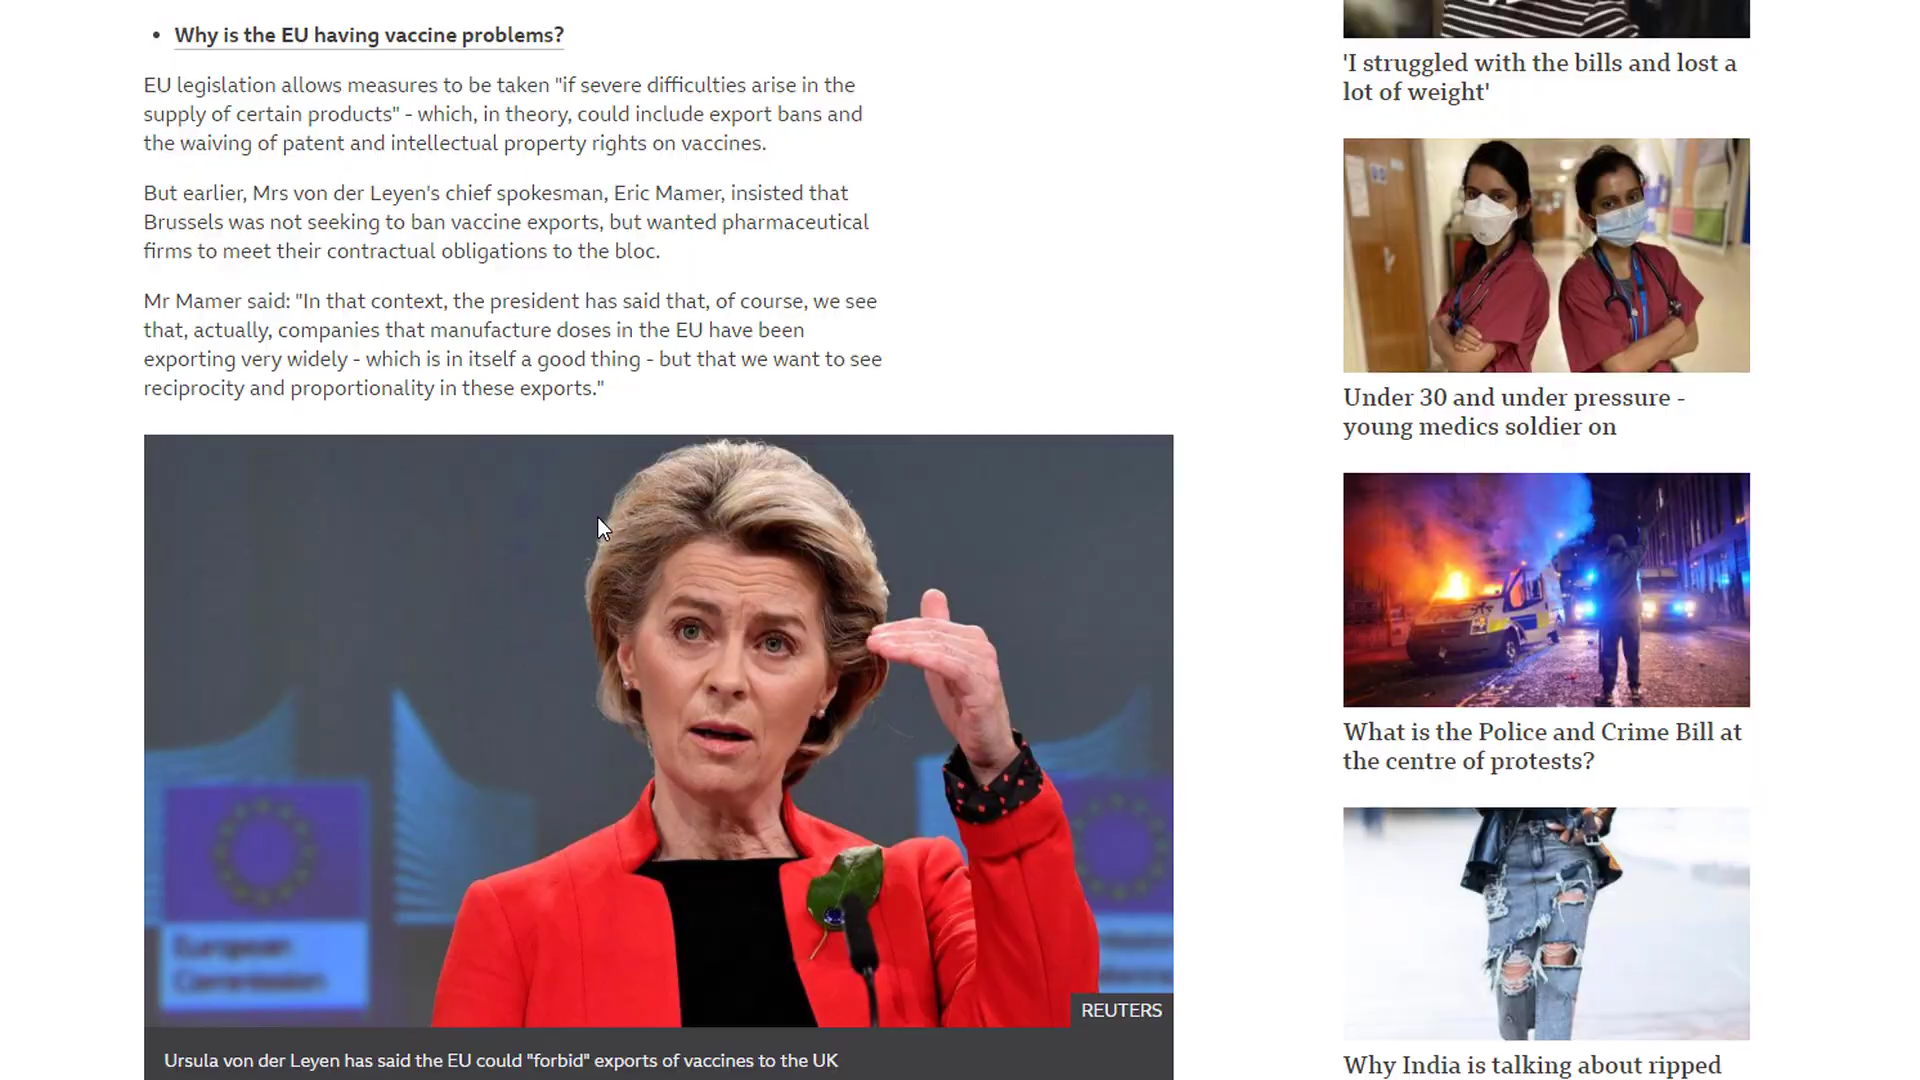 Why is the EU having vaccine problems?
EU legislation allows measures to be taken "if severe difficulties arise in the
supply of certain products" - which, in theory, could include export bans and
the waiving of patent and intellectual property rights on vaccines.
But earlier, Mrs von der Leyen's chief spokesman, Eric Mamer, insisted that
Brussels was not seeking to ban vaccine exports, but wanted pharmaceutical
firms to meet their contractual obligations to the bloc.
Mr Mamer said: "In that context, the president has said that, of course, we see
that, actually, companies that manufacture doses in the EU have been
exporting very widely - which is in itself a good thing - but that we want to see
reciprocity and proportionality in these exports."
European
Commission
REUTERS
Ursula von der Leyen has said the EU could "forbid" exports of vaccines to the UK
'I struggled with the bills and lost a
lot of weight'
Under 30 and under pressure -
young medics soldier on
What is the Police and Crime Bill at
the centre of protests?
Why India is talking about ripped